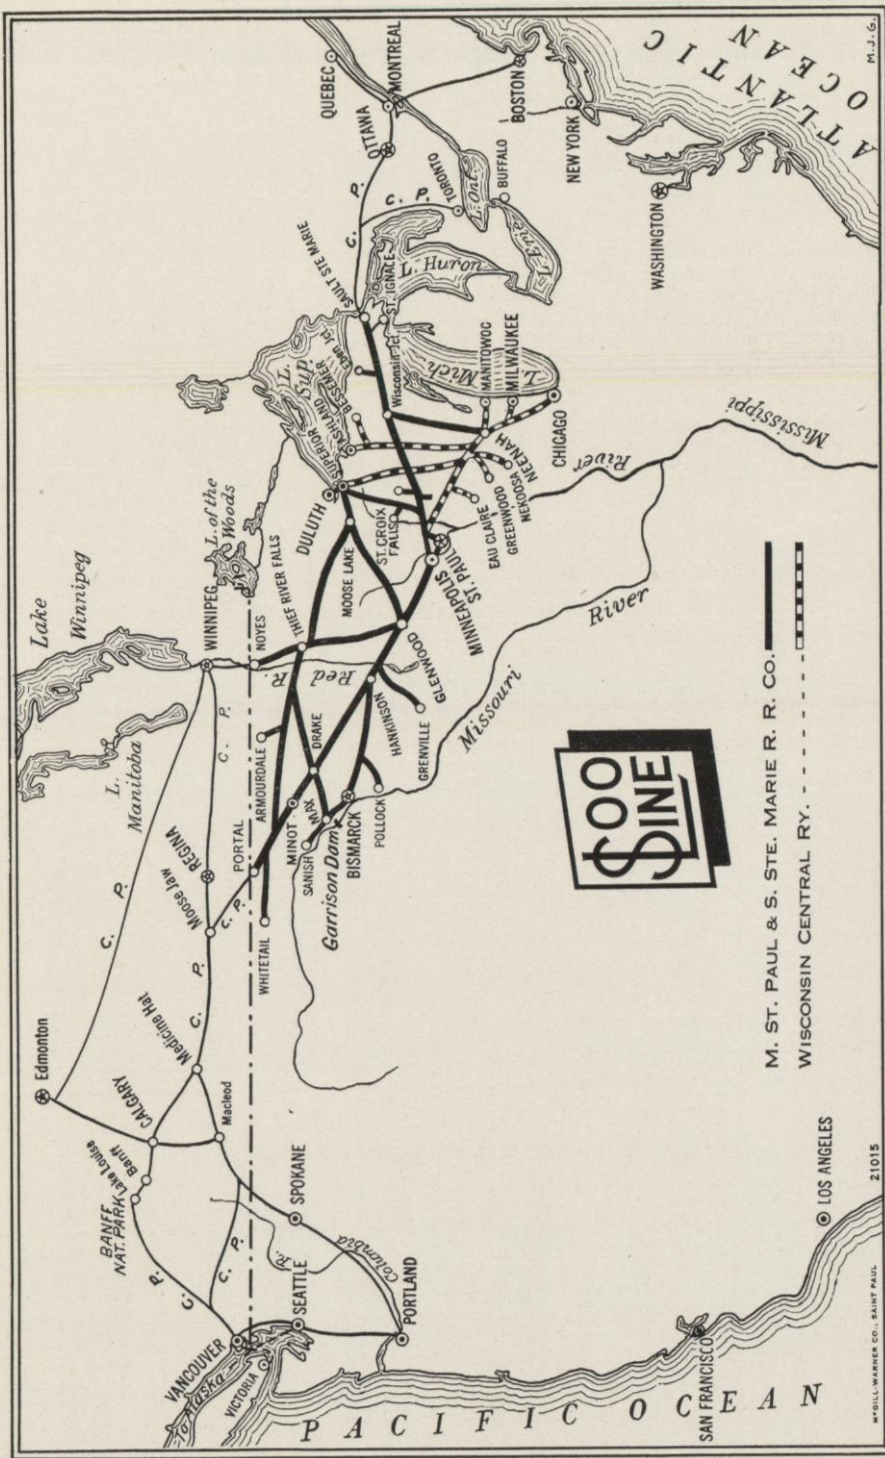 Edmonton
Lake
Winnipeg
L.
Manitoba
C. P.
BANFF
NAT. PARK
Lake Louise
Banff
CALGARY
Medicine Hat
Macleod
C. P.
Moose Jaw
REGINA
C. P.
WINNIPEG
L. of the
Woods
C. P.
C. P.
VANCOUVER
To Alaska
VICTORIA
SEATTLE
SPOKANE
Columbia
R.
PORTLAND
C. P.
PORTAL
WHITETAIL
ARMOURDALE
NOYES
THIEF RIVER FALLS
MINOT
DRAKE
SANISH
MAX
Garrison Dam
BISMARCK
POLLOCK
HANKINSON
GRENVILLE
GLENWOOD
Red
R.
MOOSE LAKE
DULUTH
SUPERIOR
ASHLAND
BESSEMER
Eben Jct.
L.
Sup
SAULT STE MARIE
ST. IGNACE
Wisconsin Jct.
ST. CROIX
FALLS
MINNEAPOLIS
ST. PAUL
EAU CLAIRE
GREENWOOD
NEKOOSA
NEENAH
MANITOWOC
MILWAUKEE
L.
Mich
CHICAGO
L. Huron
L. Ont.
L. Erie
C. P.
C. P.
TORONTO
BUFFALO
OTTAWA
MONTREAL
QUEBEC
BOSTON
NEW YORK
WASHINGTON
Missouri
River
Mississippi
River
ATLANTIC
OCEAN
PACIFIC OCEAN
SAN FRANCISCO
LOS ANGELES
SOO
LINE
M. ST. PAUL & S. STE. MARIE R. R. CO.
WISCONSIN CENTRAL RY.
McGILL-WARNER CO., SAINT PAUL
21015
M.J.G.